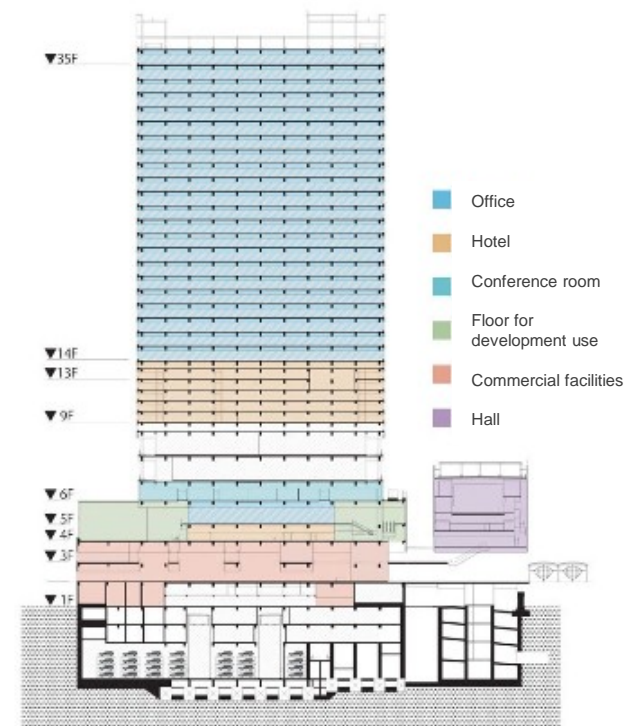 ▼35F
▼14F
▼13F
▼9F
▼6F
▼5F
▼4F
▼3F
▼1F
Office
Hotel
Conference room
Floor for
development use
Commercial facilities
Hall